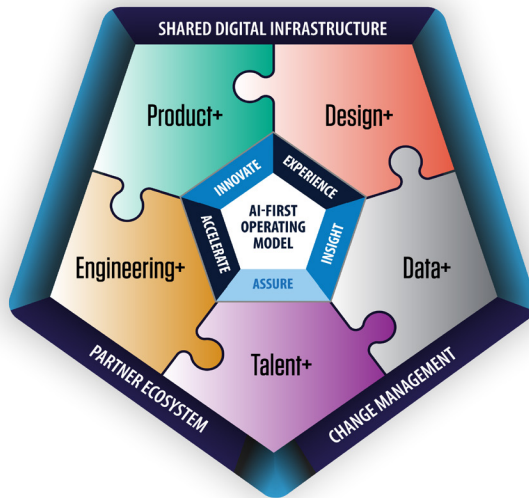 SHARED DIGITAL INFRASTRUCTURE
Product+
Design+
INNOVATE
EXPERIENCE
AI-FIRST
OPERATING
MODEL
ACCELERATE
INSIGHT
ASSURE
Engineering+
Data+
Talent+
PARTNER ECOSYSTEM
CHANGE MANAGEMENT